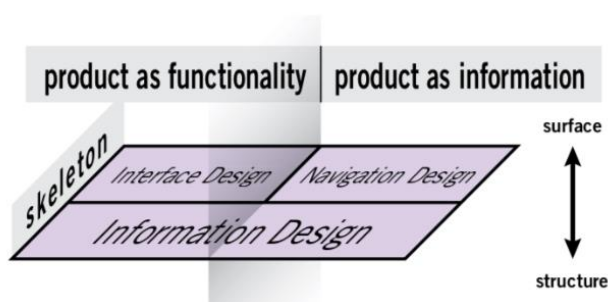 product as functionality
product as information
surface
skeleton
Interface Design
Navigation Design
Information Design
structure